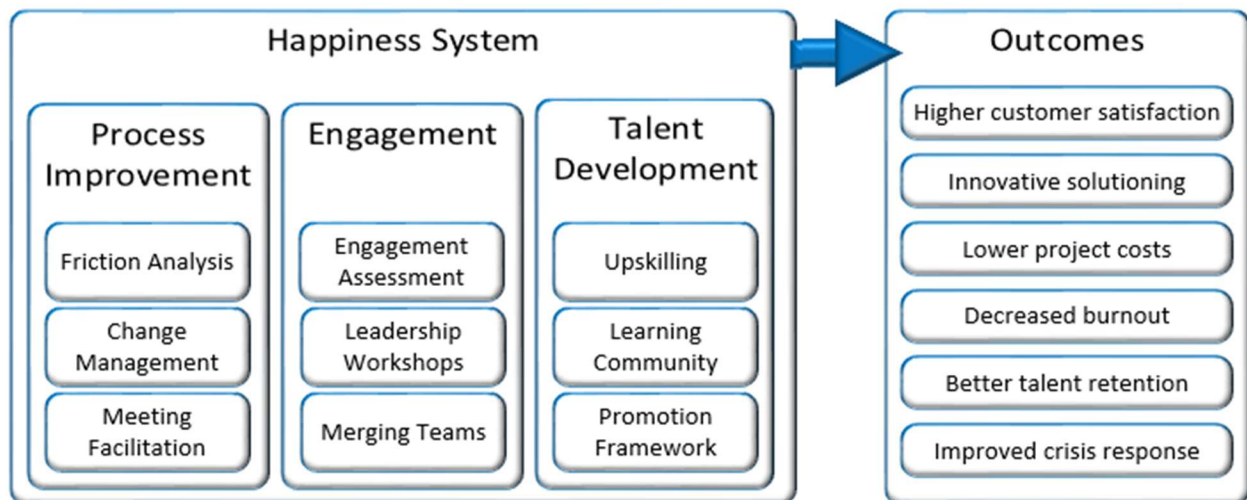 Happiness System
Process
Improvement
Friction Analysis
Change
Management
Meeting
Facilitation
Engagement
Engagement
Assessment
Leadership
Workshops
Merging Teams
Talent
Development
Upskilling
Learning
Community
Promotion
Framework
Outcomes
Higher customer satisfaction
Innovative solutioning
Lower project costs
Decreased burnout
Better talent retention
Improved crisis response